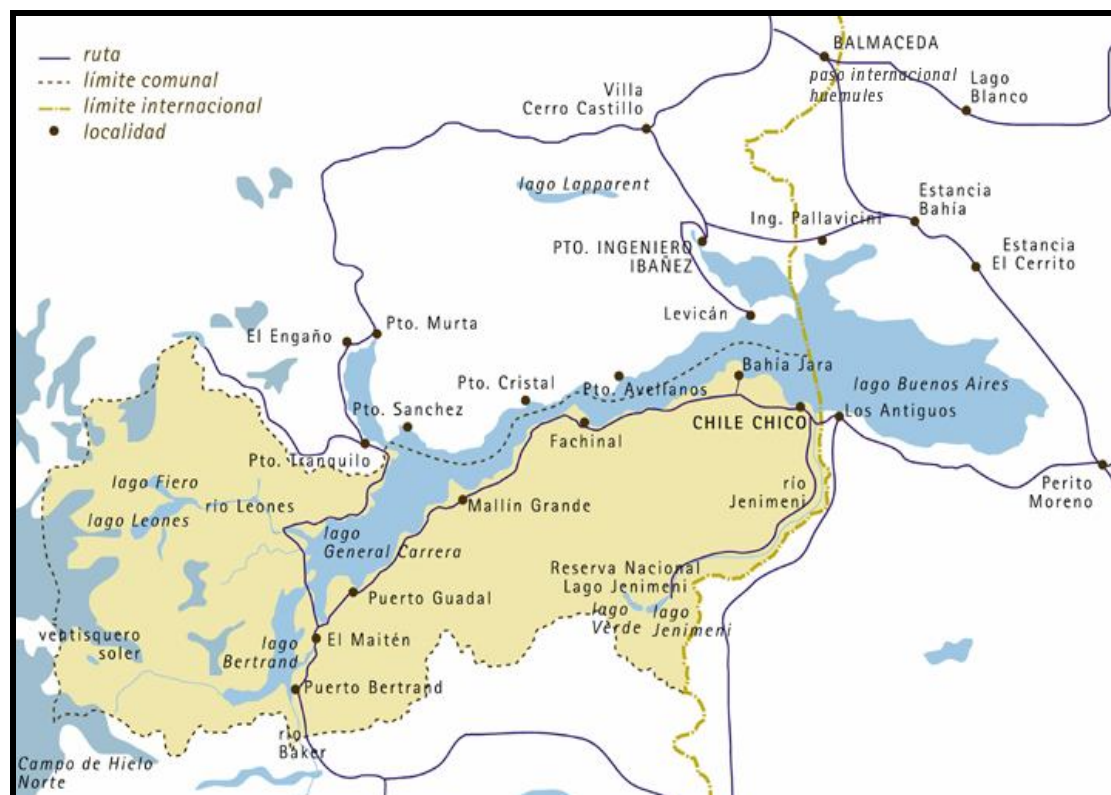 ruta
límite comunal
límite internacional
localidad
BALMACEDA
paso internacional
huemules
Lago
Blanco
Villa
Cerro Castillo
lago Lapparent
Estancia
Bahía
Ing. Pallavicini
PTO. INGENIERO
IBAÑEZ
Estancia
El Cerrito
Levicán
Pto. Murta
El Engaño
Bahía Jara
Pto. Cristal
Pto. Avellanos
lago Buenos Aires
Pto. Sanchez
CHILE CHICO
Los Antiguos
Fachinal
Pto. Tranquilo
lago Fiero
río Leones
río
Jenimeni
Perito
Moreno
lago Leones
Mallín Grande
lago
General Carrera
Reserva Nacional
Lago Jenimeni
Puerto Guadal
lago
Verde
lago
Jenimeni
ventisquero
soler
lago
Bertrand
El Maitén
Puerto Bertrand
río
Baker
Campo de Hielo
Norte